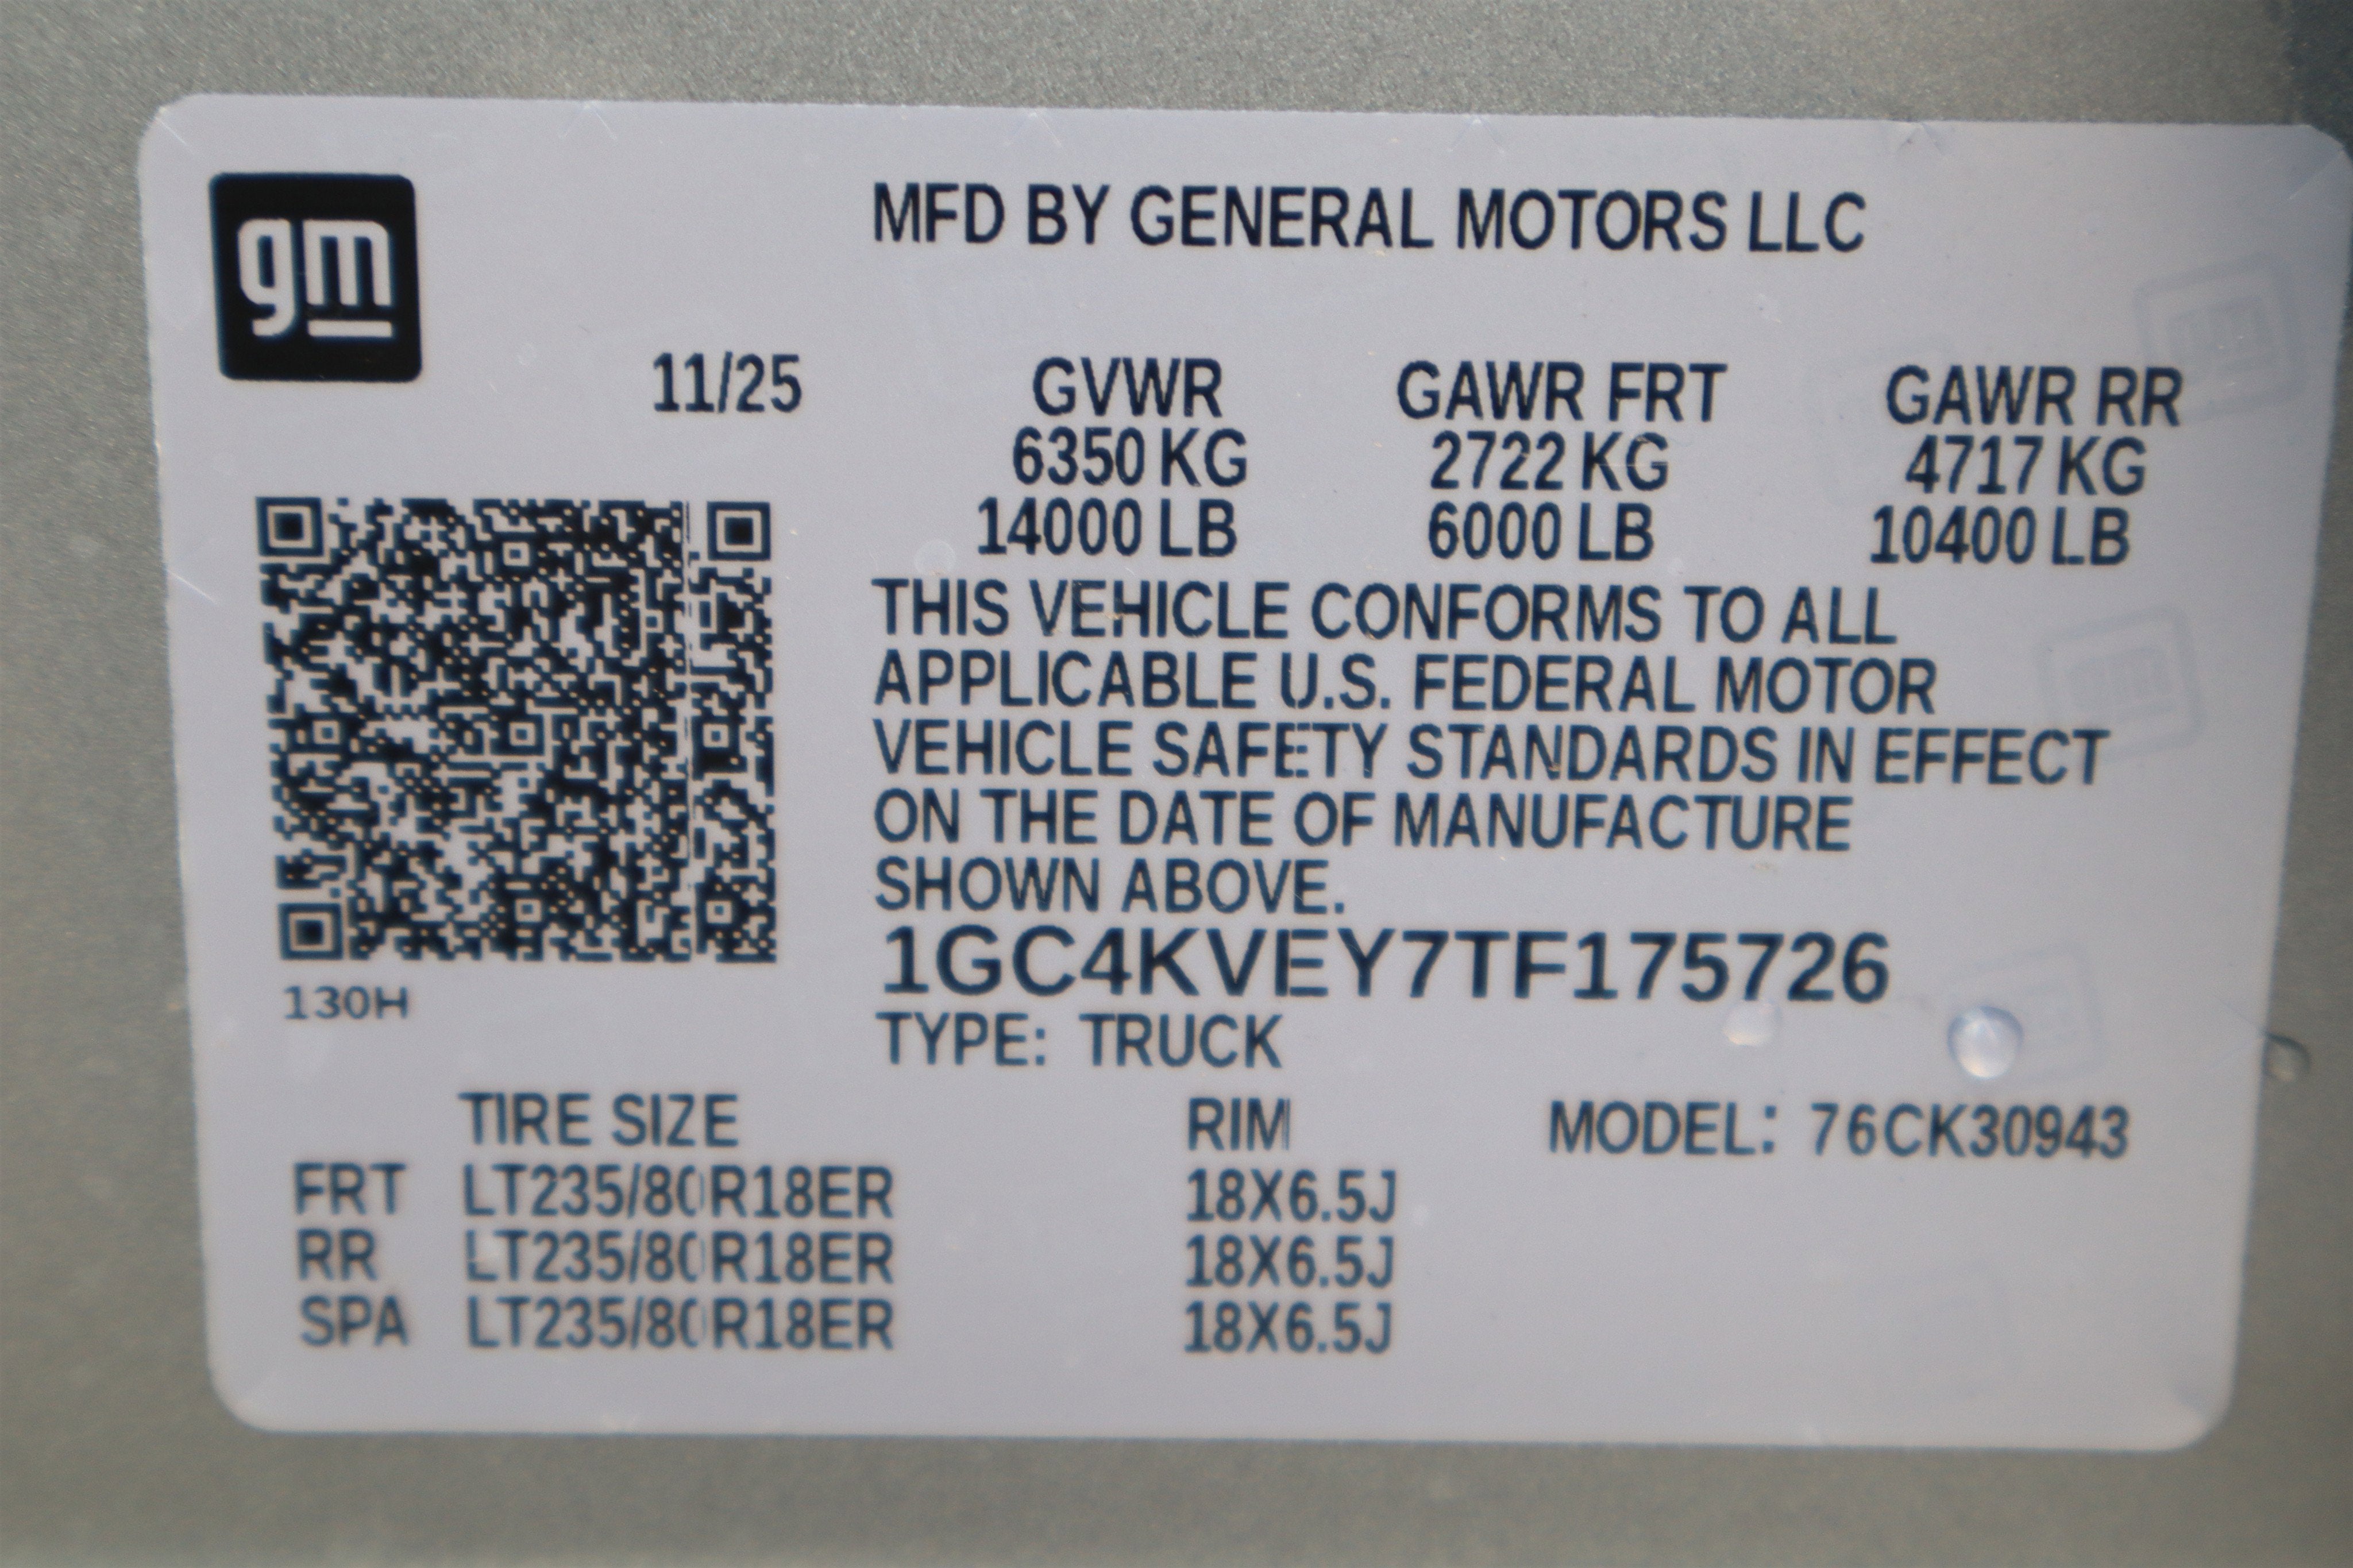 gm
MFD BY GENERAL MOTORS LLC
11/25 GVWR GAWR FRT GAWR RR
6350 KG 2722 KG 4717 KG
14000 LB 6000 LB 10400 LB
THIS VEHICLE CONFORMS TO ALL
APPLICABLE U.S. FEDERAL MOTOR
VEHICLE SAFETY STANDARDS IN EFFECT
ON THE DATE OF MANUFACTURE
SHOWN ABOVE.
1GC4KVEY7TF175726
130H
TYPE: TRUCK
TIRE SIZE RIM MODEL: 76CK30943
FRT LT235/80R18ER 18X6.5J
RR LT235/80R18ER 18X6.5J
SPA LT235/80R18ER 18X6.5J